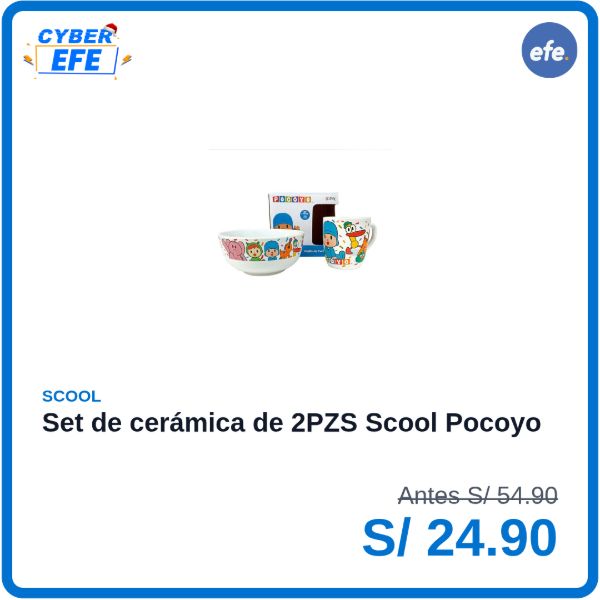 CYBER
EFE
efe.
POCOYO
SCOOL
Set de cerámica de 2PZS Scool Pocoyo
Antes S/ 54.90
S/ 24.90